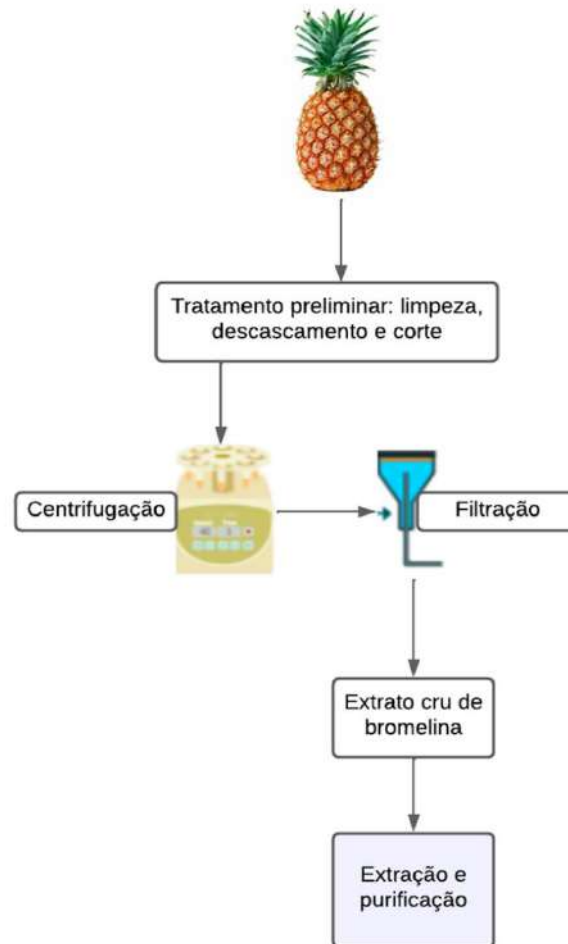 Tratamento preliminar: limpeza,
descascamento e corte
Centrifugação
Filtração
Extrato cru de
bromelina
Extração e
purificação